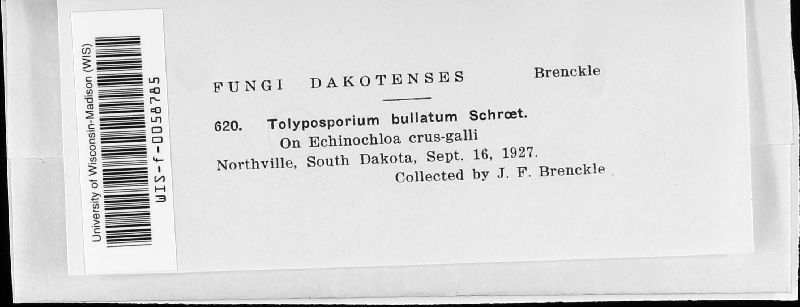 University of Wisconsin-Madison (WIS)
WIS-f-0058785
FUNGI DAKOTENSES Brenckle
620. Tolyposporium bullatum Schrœt.
On Echinochloa crus-galli
Northville, South Dakota, Sept. 16, 1927.
Collected by J. F. Brenckle